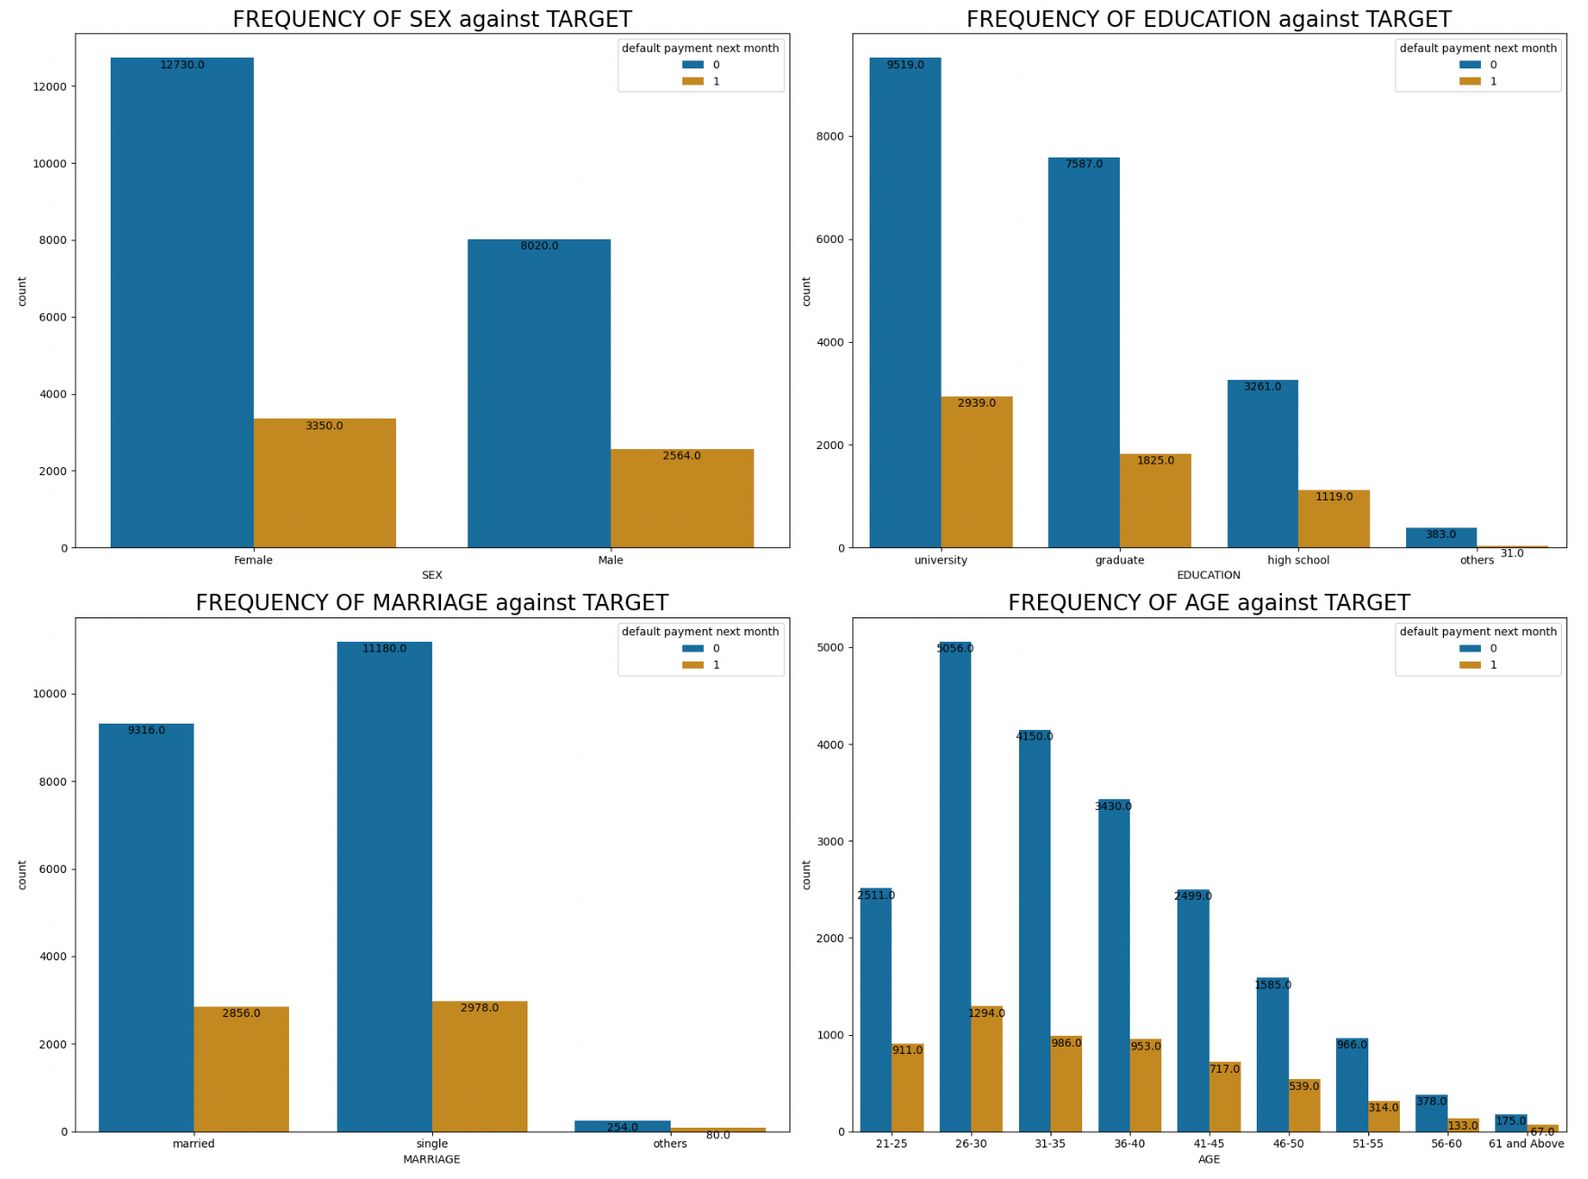 FREQUENCY OF SEX against TARGET
default payment next month
0
1
12000
10000
8000
6000
4000
2000
0
count
12730.0
3350.0
8020.0
2564.0
Female
Male
SEX
FREQUENCY OF EDUCATION against TARGET
default payment next month
0
1
8000
6000
4000
2000
0
count
9519.0
2939.0
7587.0
1825.0
3261.0
1119.0
383.0
31.0
university
graduate
high school
others
EDUCATION
FREQUENCY OF MARRIAGE against TARGET
default payment next month
0
1
10000
8000
6000
4000
2000
0
count
9316.0
2856.0
11180.0
2978.0
254.0
80.0
married
single
others
MARRIAGE
FREQUENCY OF AGE against TARGET
default payment next month
0
1
5000
4000
3000
2000
1000
0
count
2511.0
911.0
5056.0
1294.0
4150.0
986.0
3430.0
953.0
2499.0
717.0
1585.0
539.0
966.0
314.0
378.0
133.0
175.0
67.0
21-25
26-30
31-35
36-40
41-45
46-50
51-55
56-60
61 and Above
AGE